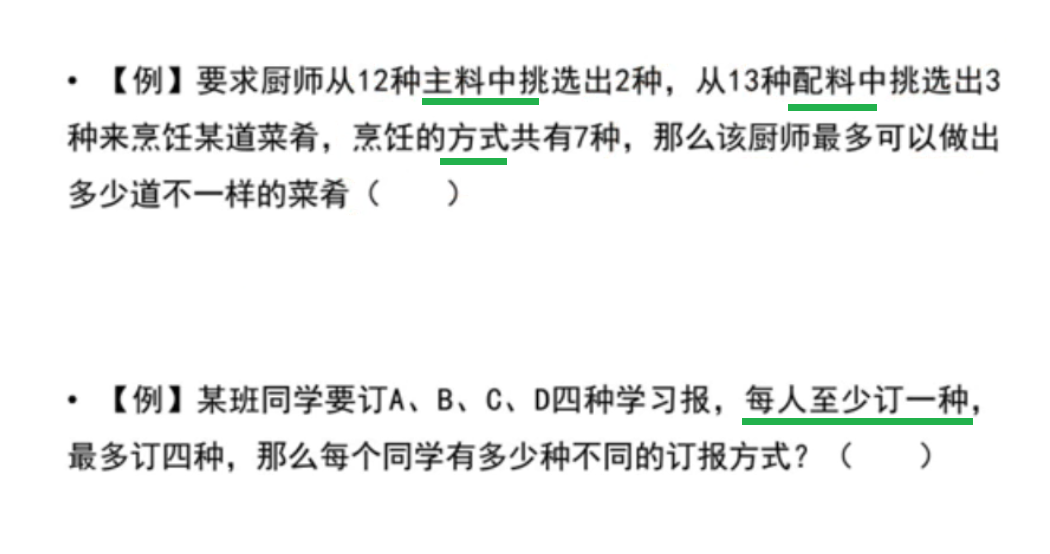 • 【例】要求厨师从12种主料中挑选出2种，从13种配料中挑选出3
种来烹饪某道菜肴，烹饪的方式共有7种，那么该厨师最多可以做出
多少道不一样的菜肴（　　）
• 【例】某班同学要订A、B、C、D四种学习报，每人至少订一种，
最多订四种，那么每个同学有多少种不同的订报方式？（　　）